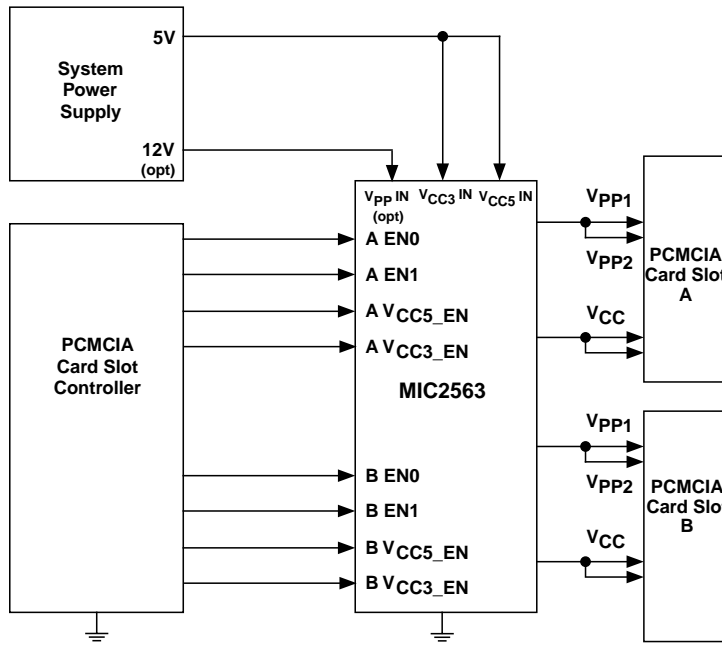 5V
System
Power
Supply
12V
(opt)
VPP IN
(opt)
VCC3 IN
VCC5 IN
A EN0
A EN1
A VCC5_EN
A VCC3_EN
PCMCIA
Card Slot
Controller
MIC2563
B EN0
B EN1
B VCC5_EN
B VCC3_EN
VPP1
VPP2
VCC
PCMCIA
Card Slot
A
VPP1
VPP2
VCC
PCMCIA
Card Slot
B